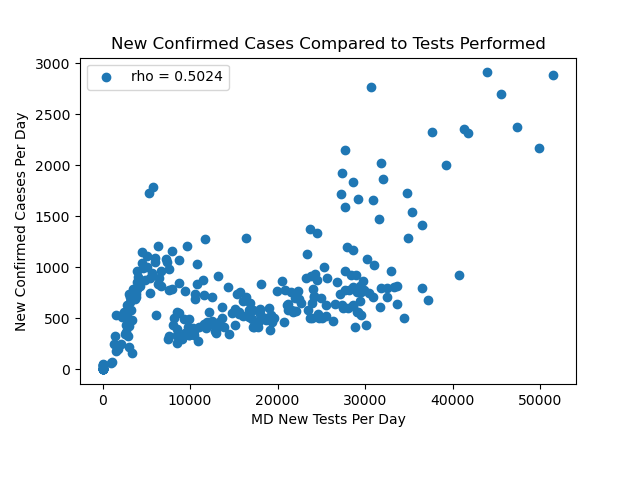 New Confirmed Cases Compared to Tests Performed
rho = 0.5024
New Confirmed Caeses Per Day
3000
2500
2000
1500
1000
500
0
0 10000 20000 30000 40000 50000
MD New Tests Per Day